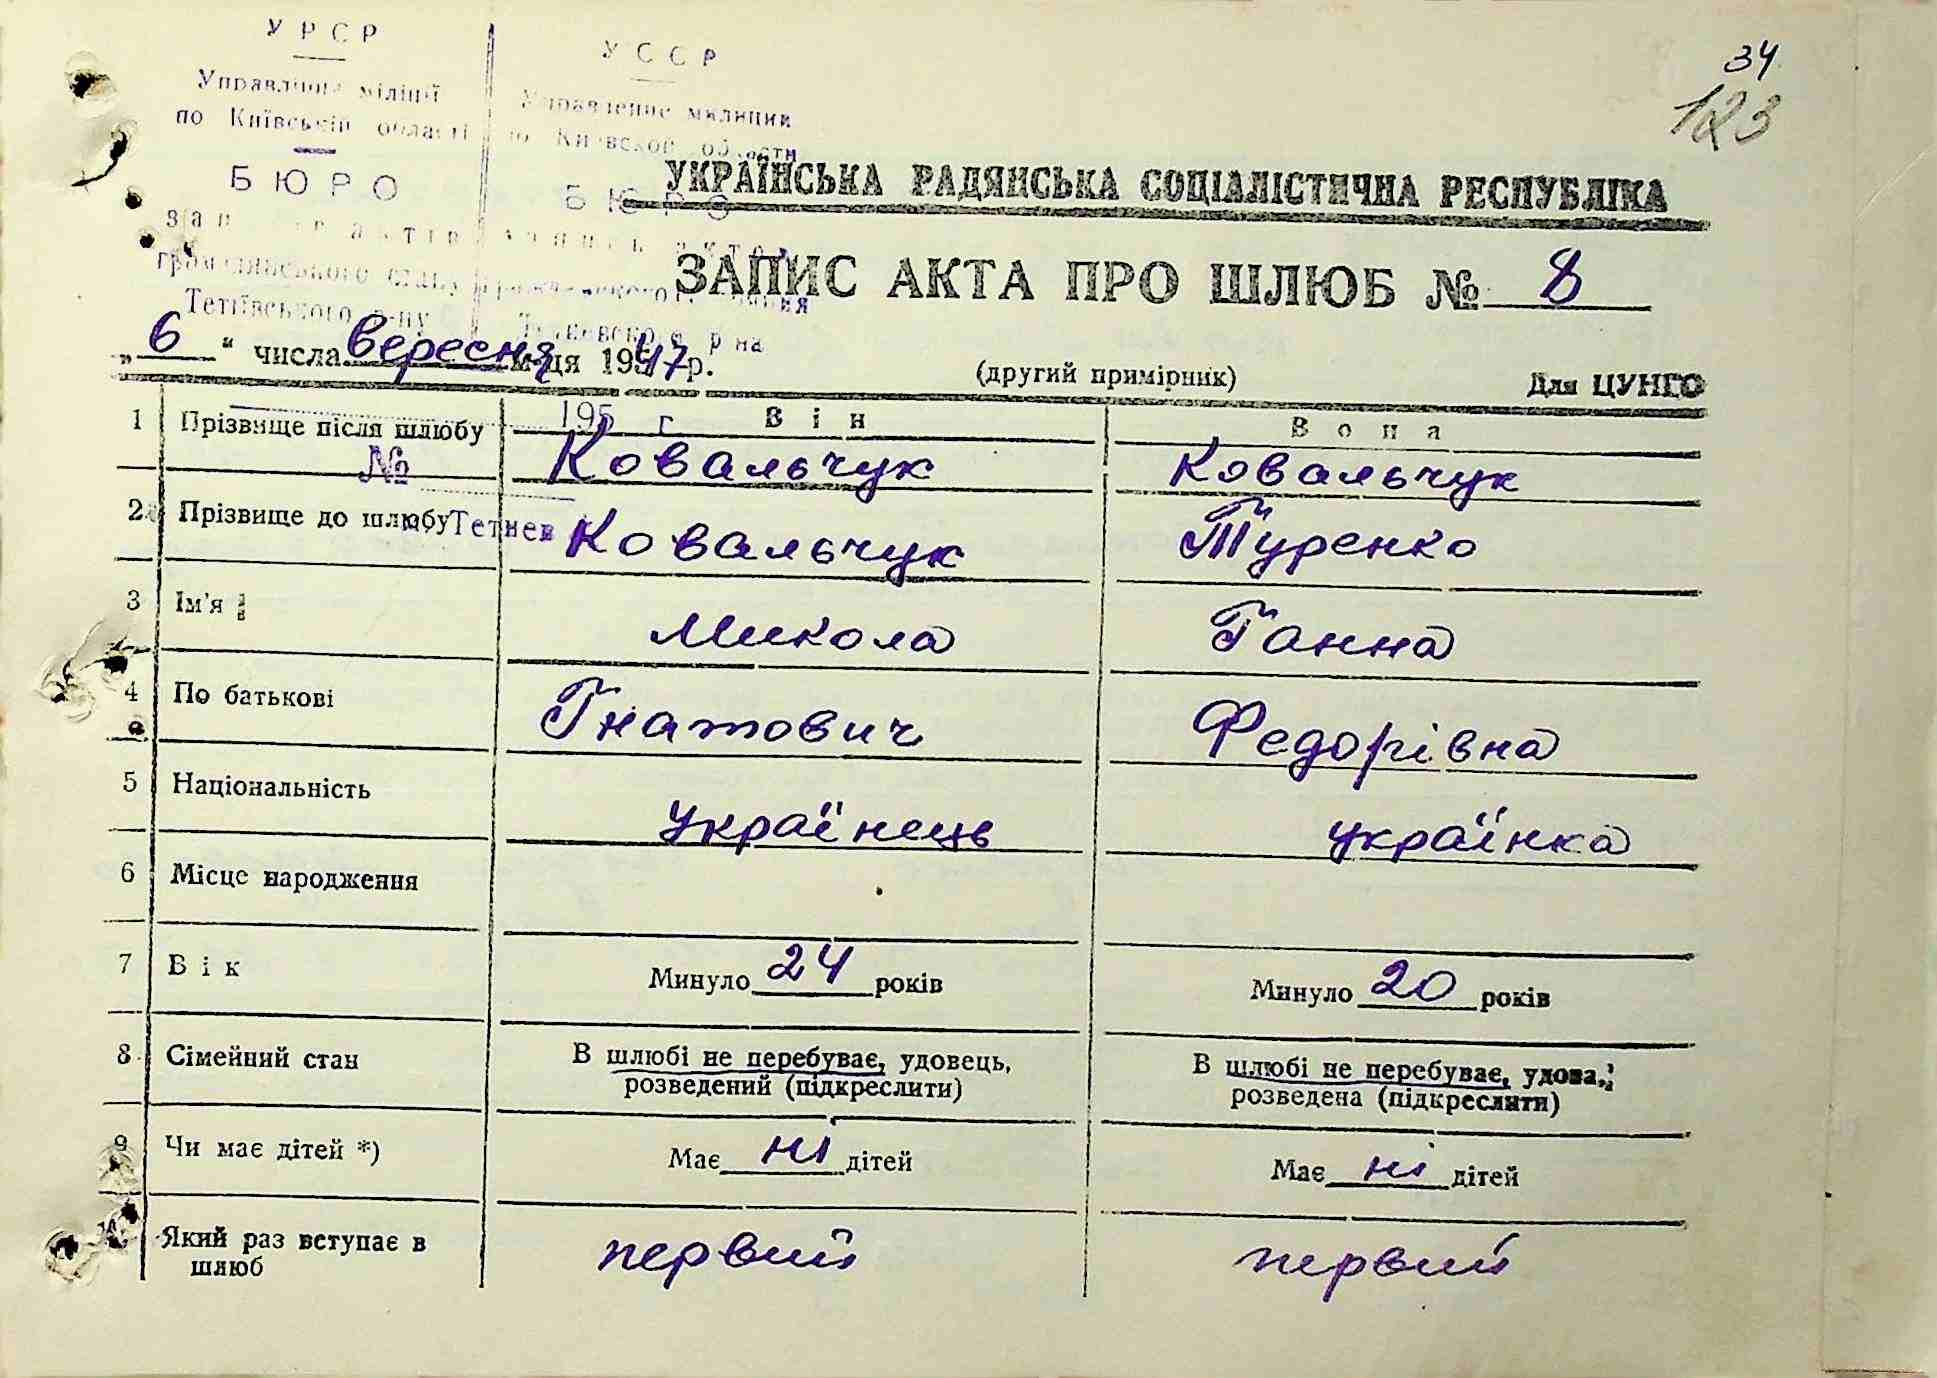 34
123
УРСР
Управління міліції
по Київській області
БЮРО
громадянського стану
Тетіївського р-ну
УССР
Управление милиции
по Киевской области
БЮРО
УКРАЇНСЬКА РАДЯНСЬКА СОЦІАЛІСТИЧНА РЕСПУБЛІКА
ЗАПИС АКТА ПРО ШЛЮБ № 8
„6“ числа вересня м-ця 1947 р. (другий примірник) Для ЦУНГО
195 г.
Він Вона
1 Прізвище після шлюбу Ковальчук Ковальчук
№
2 Прізвище до шлюбу Ковальчук Туренко
Тетиев
3 Ім'я Микола Ганна
4 По батькові Гнатович Федорівна
5 Національність українець українка
6 Місце народження
7 Вік Минуло 24 років Минуло 20 років
8 Сімейний стан В шлюбі не перебуває, удовець, розведений (підкреслити) В шлюбі не перебуває, удова, розведена (підкреслити)
9 Чи має дітей *) Має ні дітей Має ні дітей
Який раз вступає в шлюб первий первий